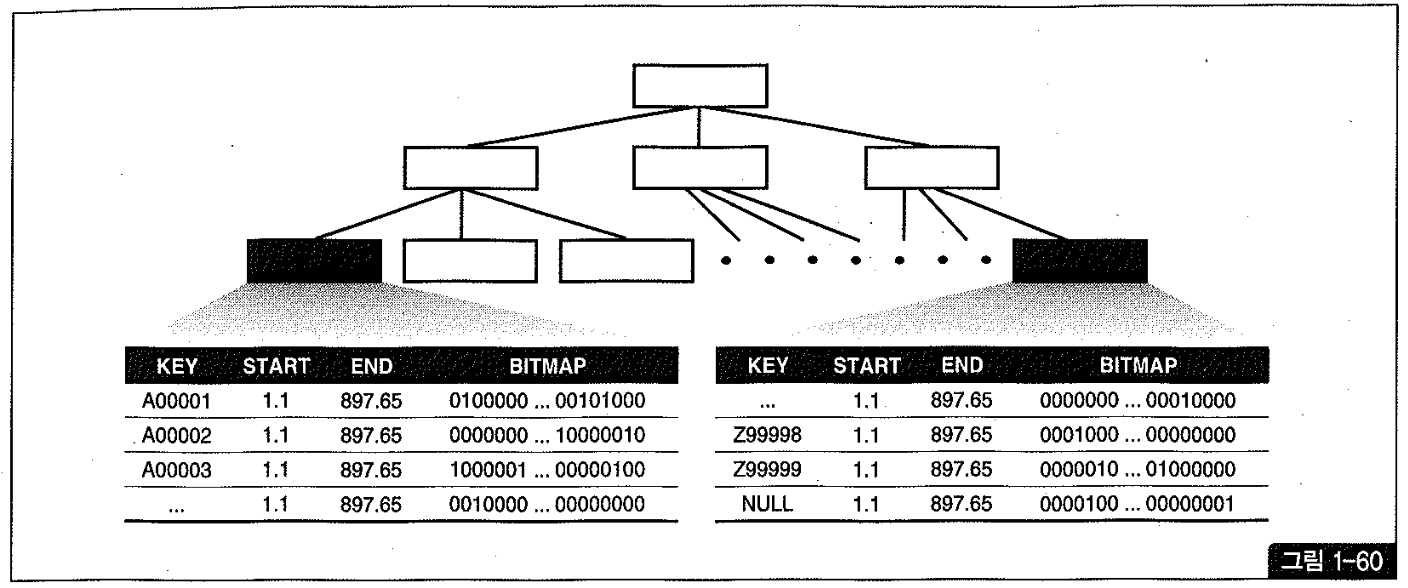 KEY START END BITMAP
A00001 1.1 897.65 0100000 ... 00101000
A00002 1.1 897.65 0000000 ... 10000010
A00003 1.1 897.65 1000001 ... 00000100
... 1.1 897.65 0010000 ... 00000000
KEY START END BITMAP
... 1.1 897.65 0000000 ... 00010000
Z99998 1.1 897.65 0001000 ... 00000000
Z99999 1.1 897.65 0000010 ... 01000000
NULL 1.1 897.65 0000100 ... 00000001
그림 1-60